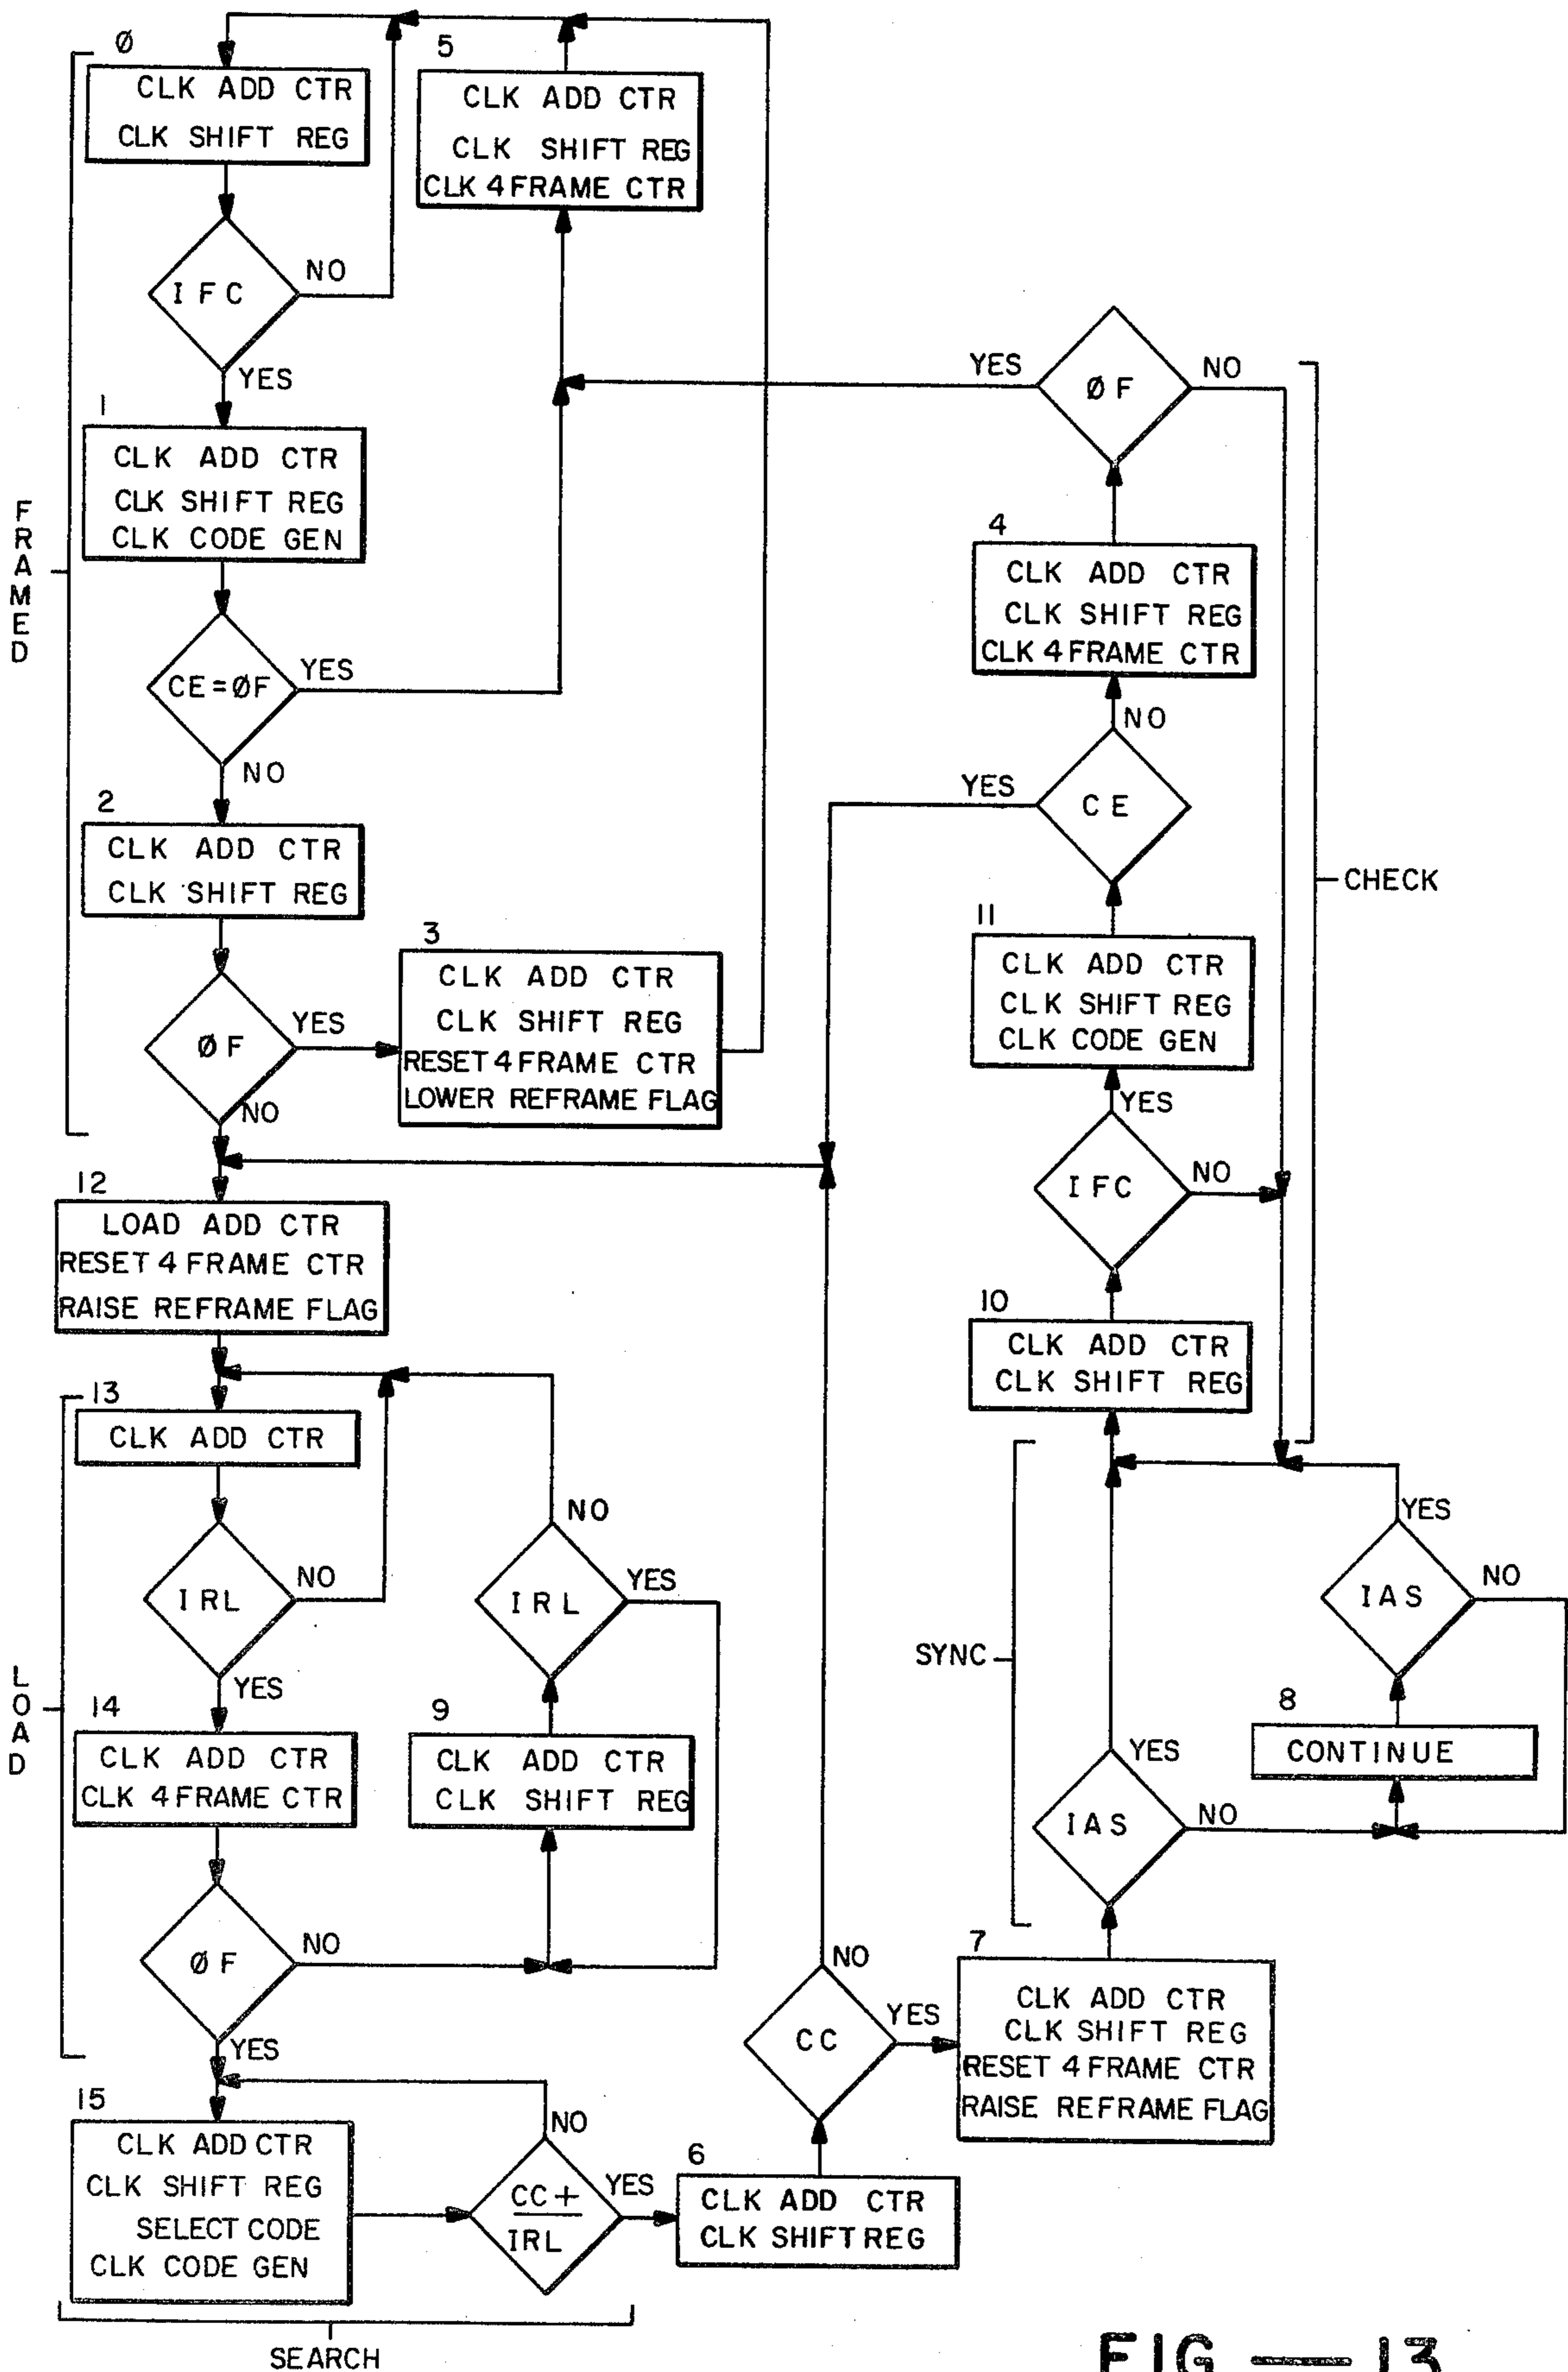 Ø
CLK ADD CTR
CLK SHIFT REG
IFC
NO
YES
1
CLK ADD CTR
CLK SHIFT REG
CLK CODE GEN
CE=ØF
YES
NO
2
CLK ADD CTR
CLK SHIFT REG
ØF
YES
NO
FRAMED
3
CLK ADD CTR
CLK SHIFT REG
RESET 4 FRAME CTR
LOWER REFRAME FLAG
5
CLK ADD CTR
CLK SHIFT REG
CLK 4 FRAME CTR
12
LOAD ADD CTR
RESET 4 FRAME CTR
RAISE REFRAME FLAG
13
CLK ADD CTR
IRL
NO
YES
14
CLK ADD CTR
CLK 4 FRAME CTR
ØF
NO
YES
LOAD
9
CLK ADD CTR
CLK SHIFT REG
IRL
NO
YES
15
CLK ADD CTR
CLK SHIFT REG
SELECT CODE
CLK CODE GEN
CC+
IRL
NO
YES
SEARCH
6
CLK ADD CTR
CLK SHIFT REG
CC
NO
YES
7
CLK ADD CTR
CLK SHIFT REG
RESET 4 FRAME CTR
RAISE REFRAME FLAG
IAS
YES
NO
8
CONTINUE
IAS
YES
NO
SYNC
10
CLK ADD CTR
CLK SHIFT REG
IFC
NO
YES
11
CLK ADD CTR
CLK SHIFT REG
CLK CODE GEN
CE
YES
NO
4
CLK ADD CTR
CLK SHIFT REG
CLK 4 FRAME CTR
ØF
YES
NO
CHECK
FIG — 13